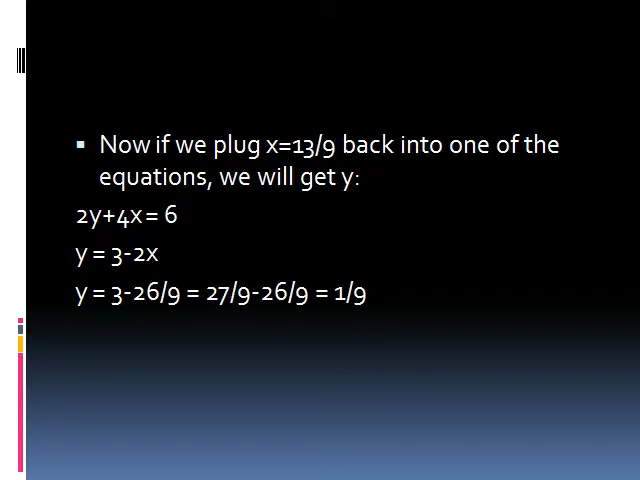 ▪ Now if we plug x=13/9 back into one of the
equations, we will get y:
2y+4x= 6
y = 3-2x
y = 3-26/9 = 27/9-26/9 = 1/9